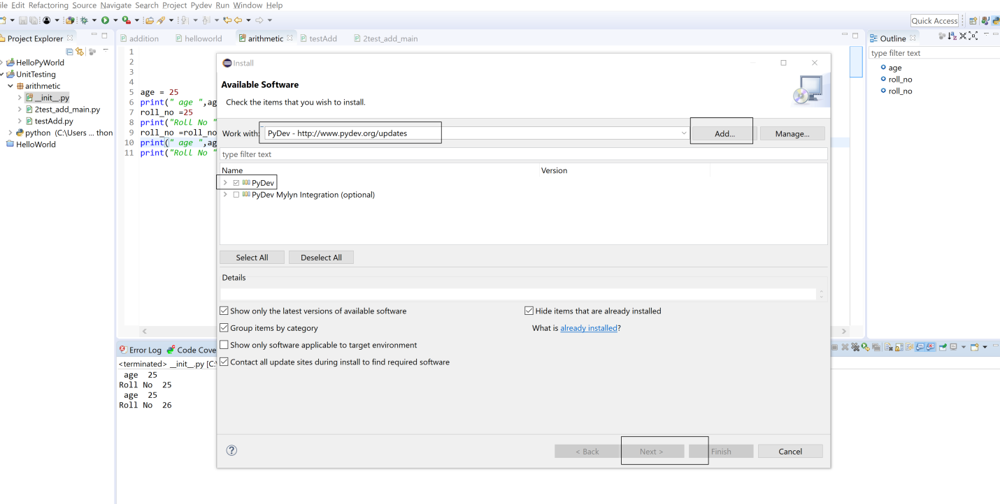 ile Edit Refactoring Source Navigate Search Project Pydev Run Window Help
Quick Access
Project Explorer
addition
helloworld
arithmetic
testAdd
2test_add_main
Outline
type filter text
age
roll_no
roll_no
HelloPyWorld
UnitTesting
arithmetic
__init__.py
2test_add_main.py
testAdd.py
python (C:\Users ... thon
HelloWorld
1
2
3
4
5 age = 25
6 print(" age ",ag
7 roll_no =25
8 print("Roll No "
9 roll_no =roll_no
10 print(" age ",ag
11 print("Roll No "
Install
Available Software
Check the items that you wish to install.
Work with: PyDev - http://www.pydev.org/updates
Add...
Manage...
type filter text
Name Version
PyDev
PyDev Mylyn Integration (optional)
Select All
Deselect All
Details
Show only the latest versions of available software
Hide items that are already installed
Group items by category
What is already installed?
Show only software applicable to target environment
Contact all update sites during install to find required software
? < Back Next > Finish Cancel
Error Log Code Cove
<terminated> __init__.py [C:
age 25
Roll No 25
age 25
Roll No 26